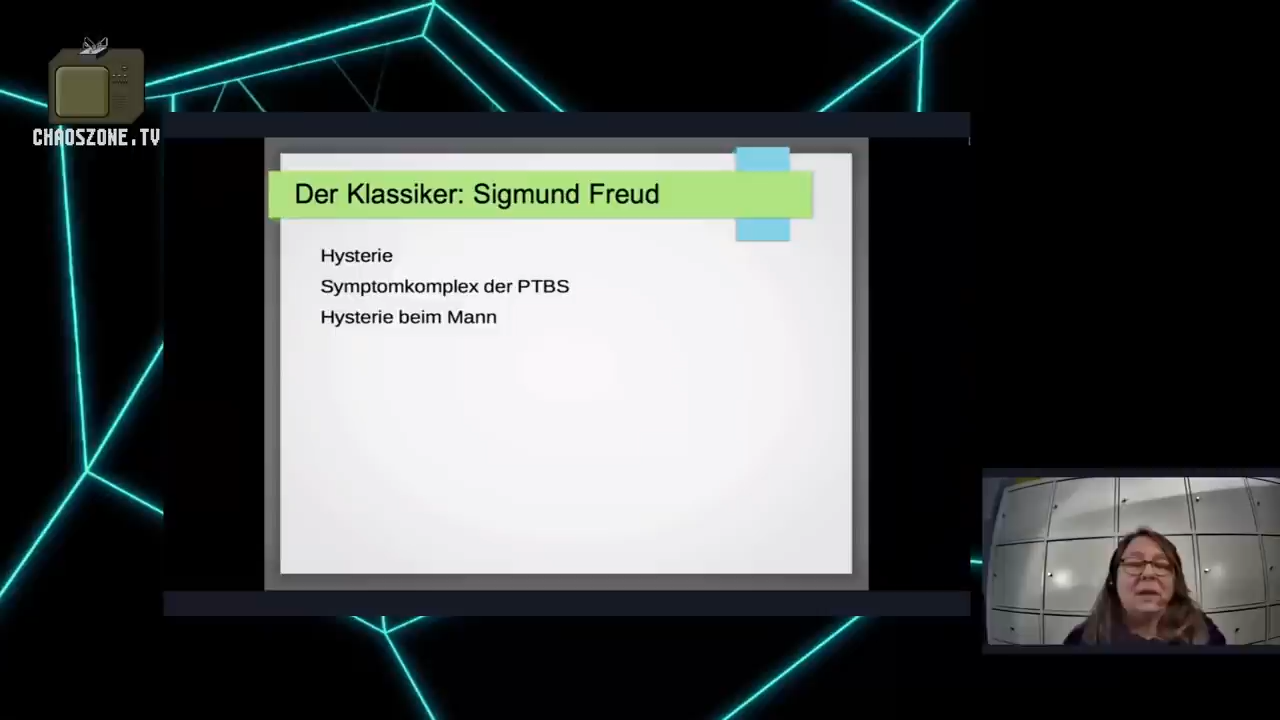 CHAOSZONE.TV
Der Klassiker: Sigmund Freud
Hysterie
Symptomkomplex der PTBS
Hysterie beim Mann